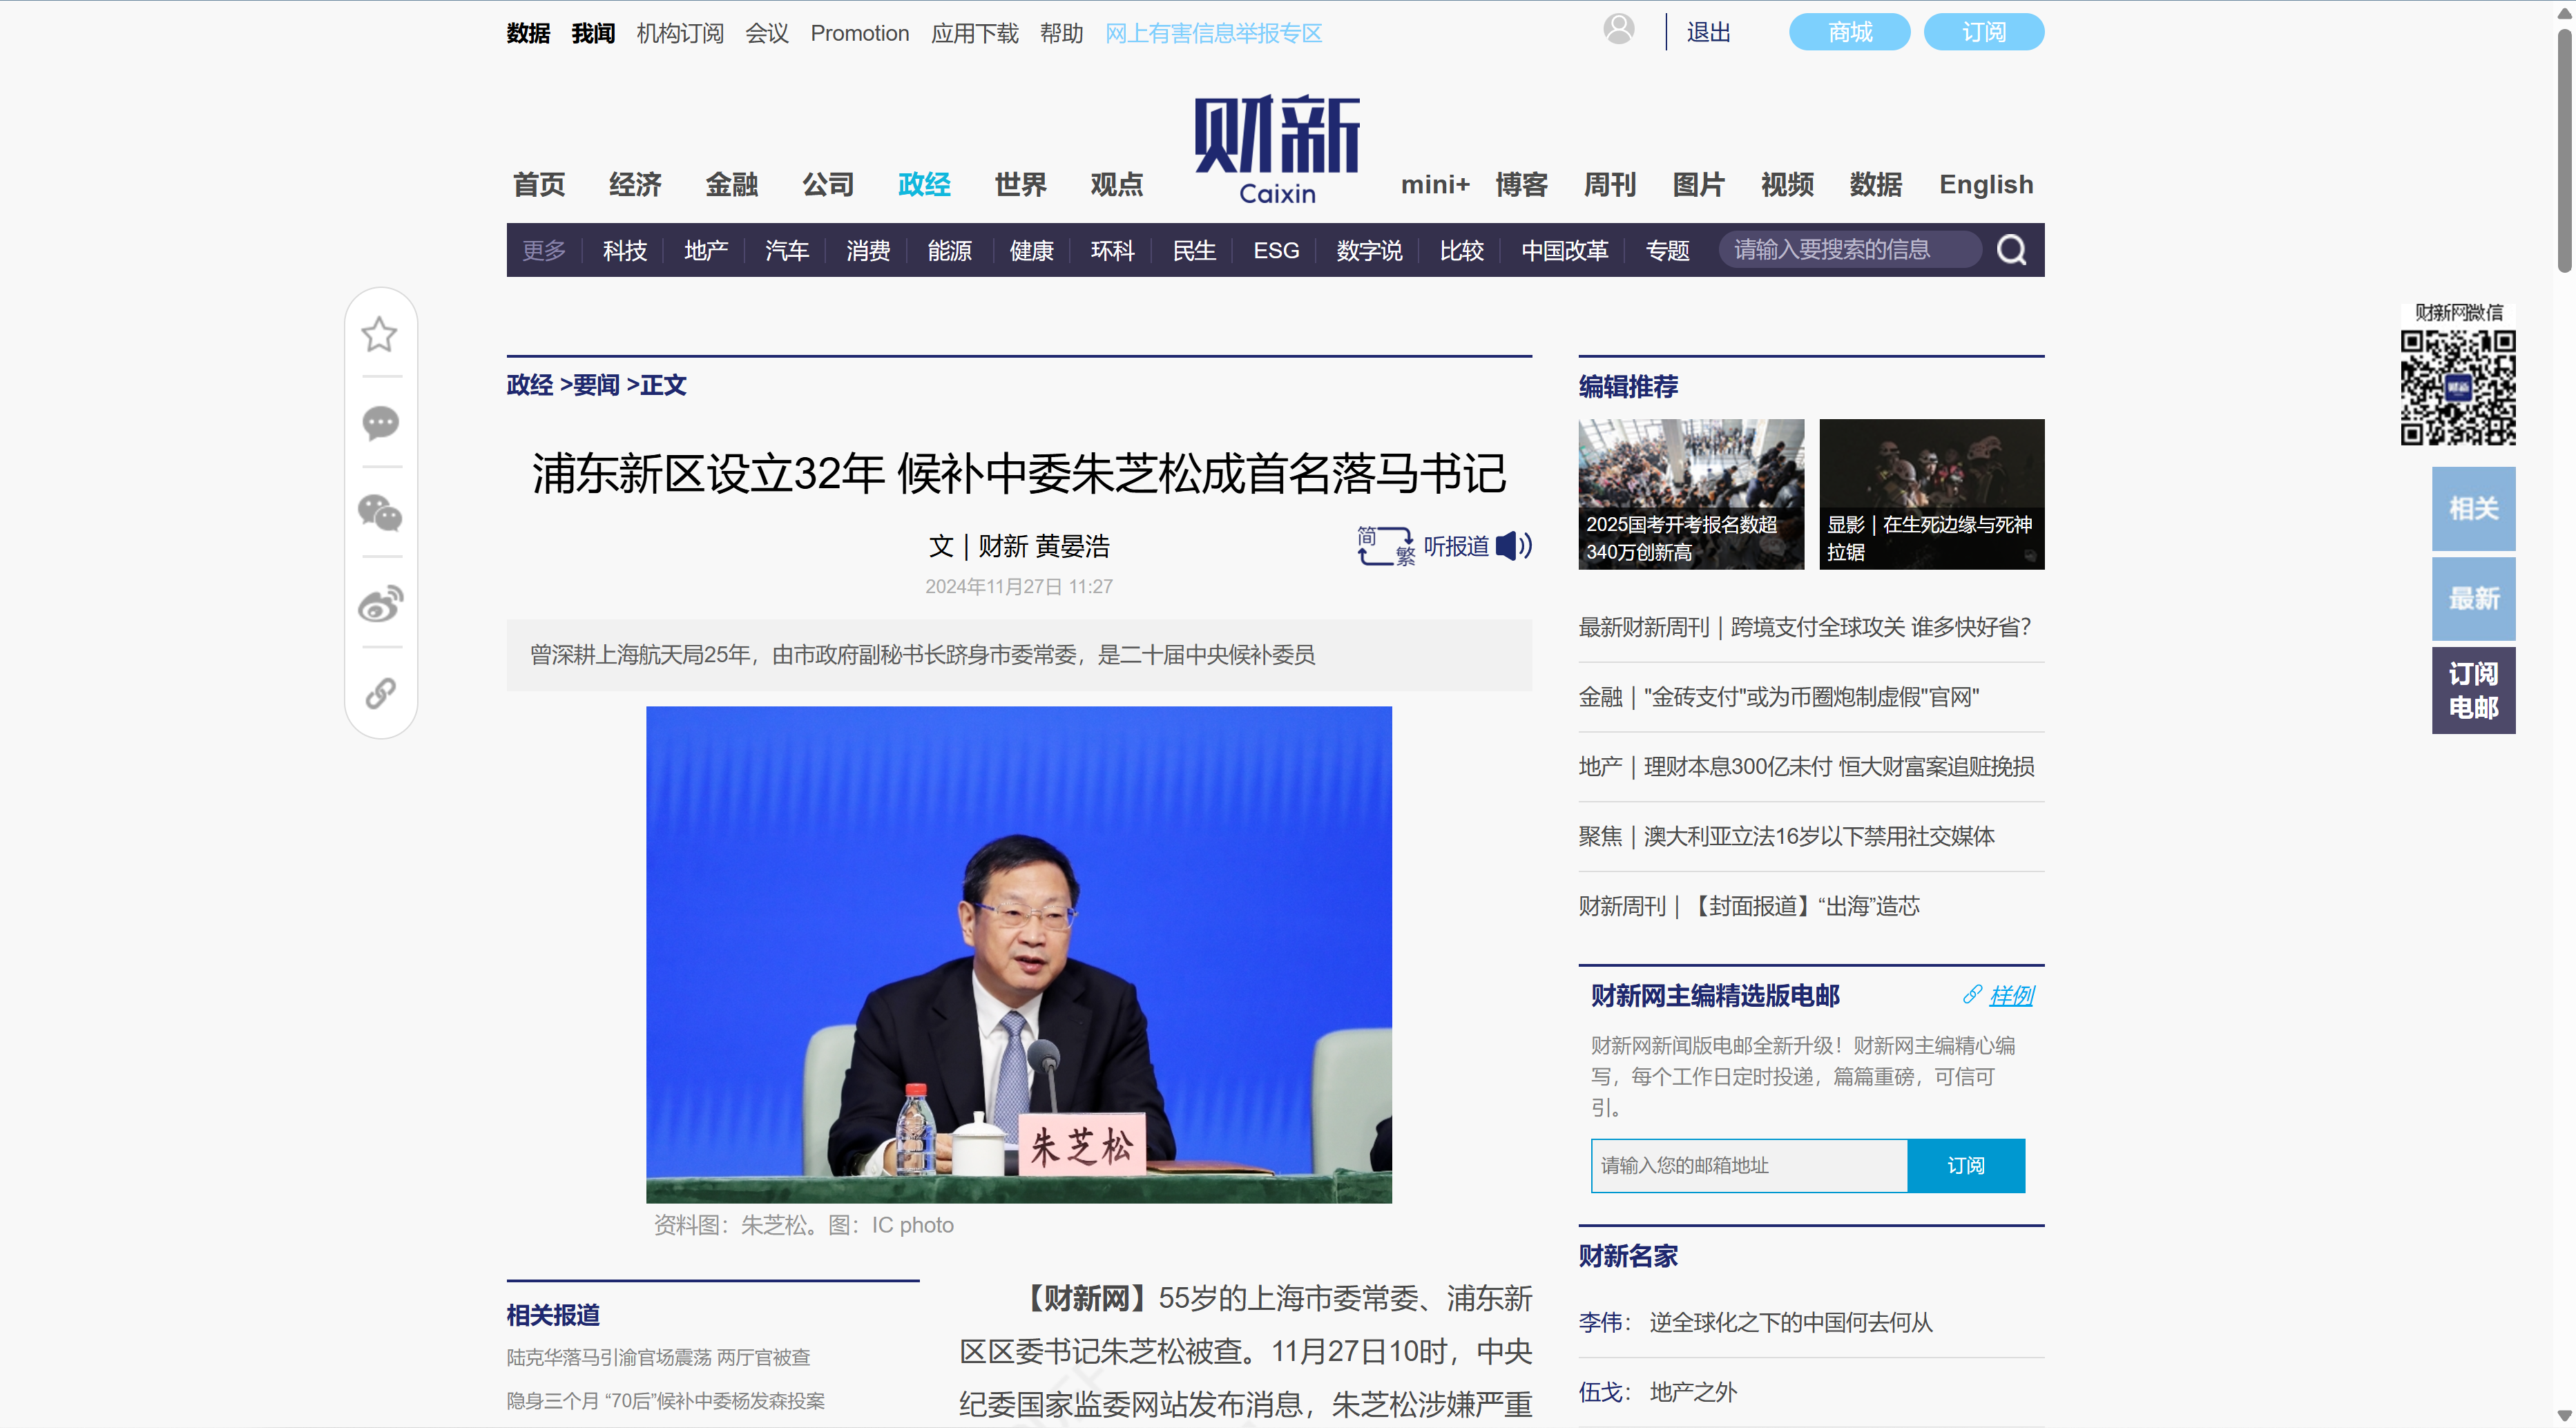 数据 我闻 机构订阅 会议 Promotion 应用下载 帮助 网上有害信息举报专区
退出 商城 订阅
财新
Caixin
首页 经济 金融 公司 政经 世界 观点
mini+ 博客 周刊 图片 视频 数据 English
更多 科技 地产 汽车 消费 能源 健康 环科 民生 ESG 数字说 比较 中国改革 专题 请输入要搜索的信息
政经 >要闻 >正文
浦东新区设立32年 候补中委朱芝松成首名落马书记
文｜财新 黄晏浩
简
繁
听报道
2024年11月27日 11:27
曾深耕上海航天局25年，由市政府副秘书长跻身市委常委，是二十届中央候补委员
朱芝松
资料图：朱芝松。图：IC photo
相关报道
陆克华落马引渝官场震荡 两厅官被查
隐身三个月 “70后”候补中委杨发森投案
【财新网】55岁的上海市委常委、浦东新
区区委书记朱芝松被查。11月27日10时，中央
纪委国家监委网站发布消息，朱芝松涉嫌严重
编辑推荐
2025国考开考报名数超
340万创新高
显影｜在生死边缘与死神
拉锯
最新财新周刊｜跨境支付全球攻关 谁多快好省？
金融｜"金砖支付"或为币圈炮制虚假"官网"
地产｜理财本息300亿未付 恒大财富案追赃挽损
聚焦｜澳大利亚立法16岁以下禁用社交媒体
财新周刊｜【封面报道】“出海”造芯
财新网主编精选版电邮
样例
财新网新闻版电邮全新升级！财新网主编精心编
写，每个工作日定时投递，篇篇重磅，可信可
引。
请输入您的邮箱地址 订阅
财新名家
李伟： 逆全球化之下的中国何去何从
伍戈： 地产之外
财新网微信
财新
相关
最新
订阅
电邮